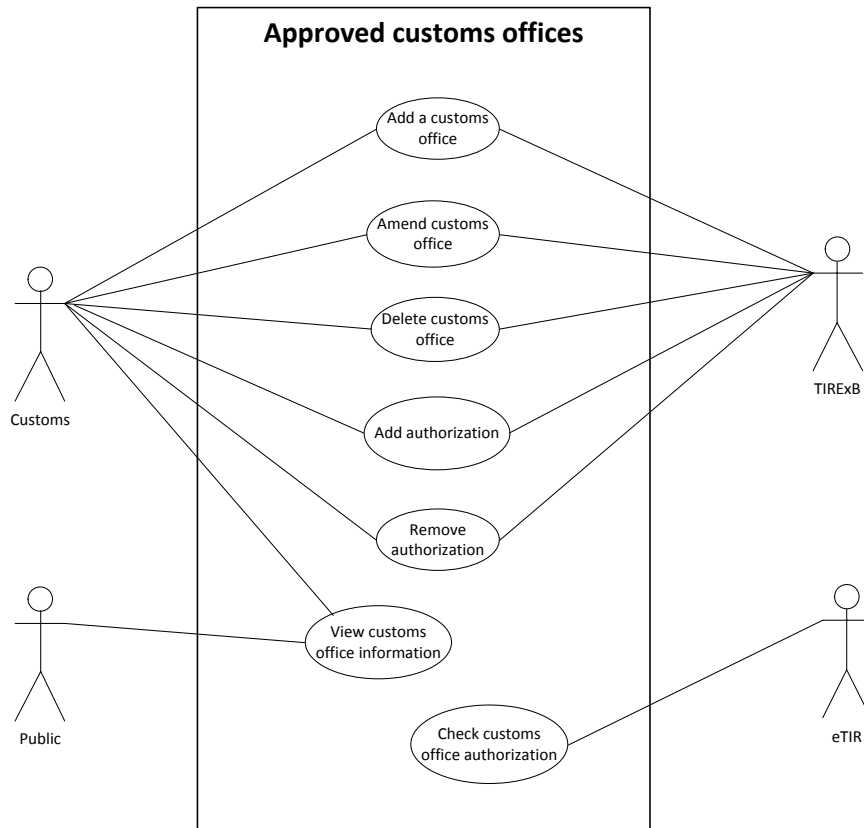 Approved customs offices
Add a customs
office
Amend customs
office
Delete customs
office
Customs
TIRExB
Add authorization
Remove
authorization
View customs
office information
Public
Check customs
office authorization
eTIR